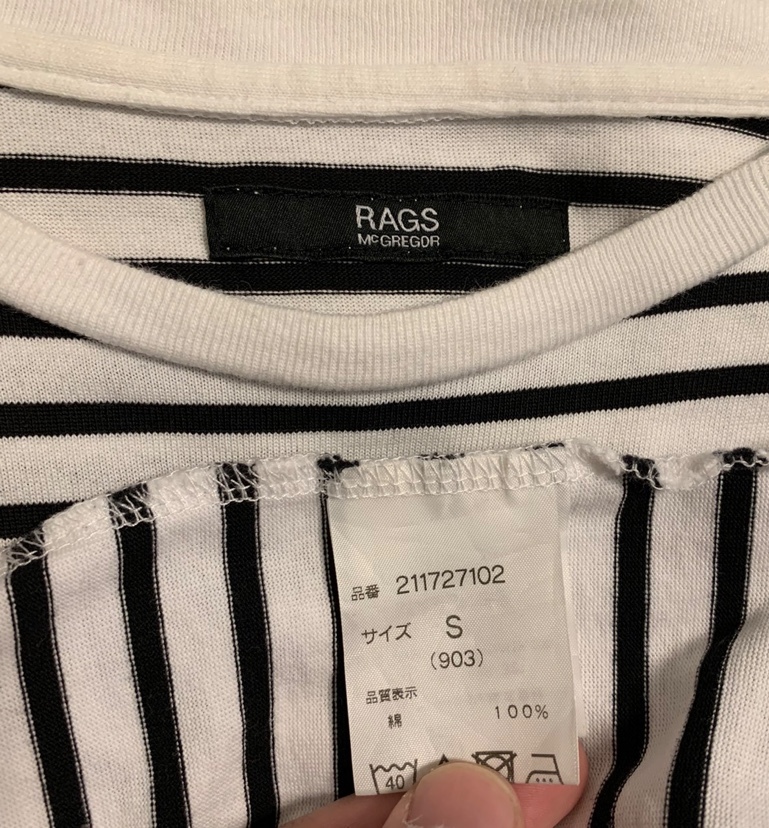 RAGS
McGREGOR
品番 211727102
サイズ S
(903)
品質表示
綿 100%
40